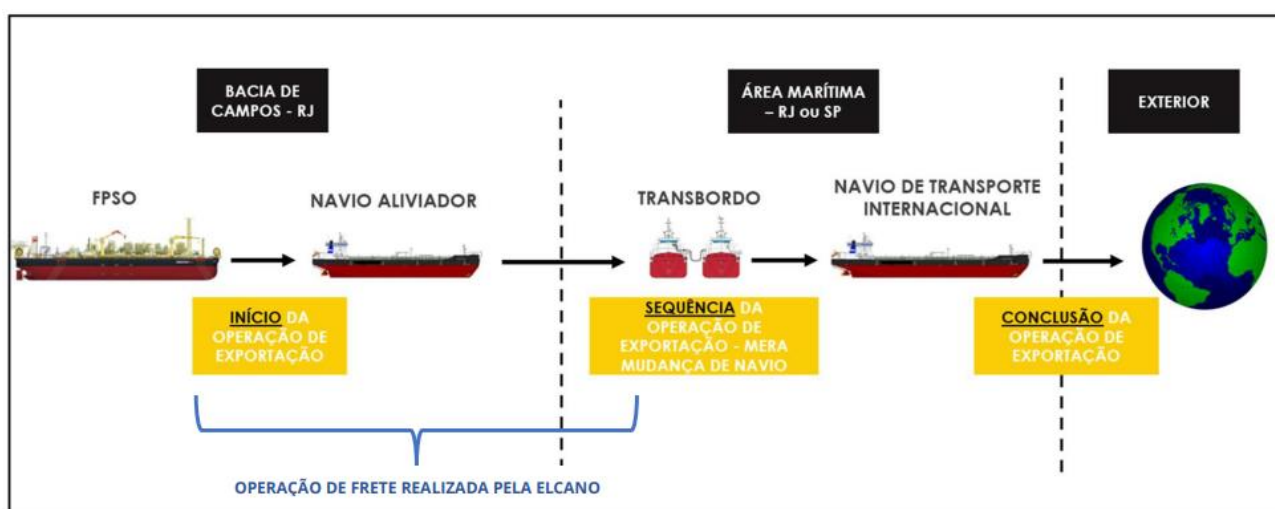 BACIA DE
CAMPOS - RJ
ÁREA MARÍTIMA
– RJ ou SP
EXTERIOR
FPSO
NAVIO ALIVIADOR
TRANSBORDO
NAVIO DE TRANSPORTE
INTERNACIONAL
INÍCIO DA
OPERAÇÃO DE
EXPORTAÇÃO
SEQUÊNCIA DA
OPERAÇÃO DE
EXPORTAÇÃO - MERA
MUDANÇA DE NAVIO
CONCLUSÃO DA
OPERAÇÃO DE
EXPORTAÇÃO
OPERAÇÃO DE FRETE REALIZADA PELA ELCANO